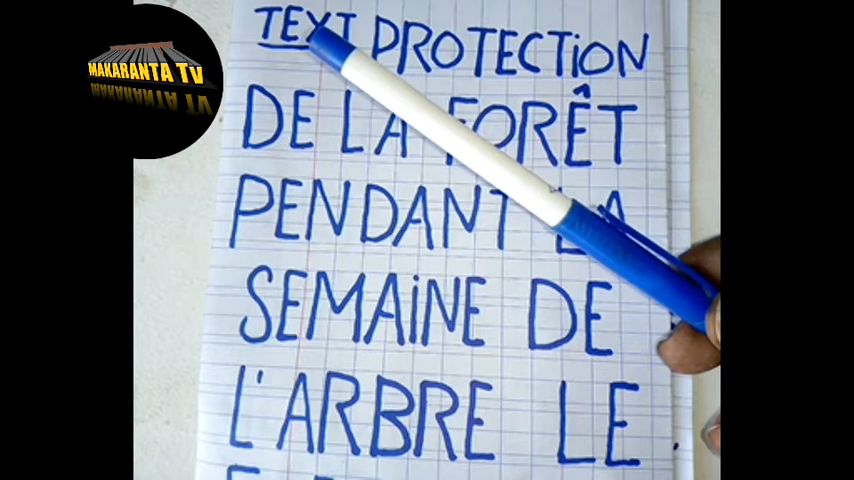 MAKARANTA TV
TEXT PROTECTION
DE LA FORÊT
PENDANT LA
SEMAINE DE
L'ARBRE LE